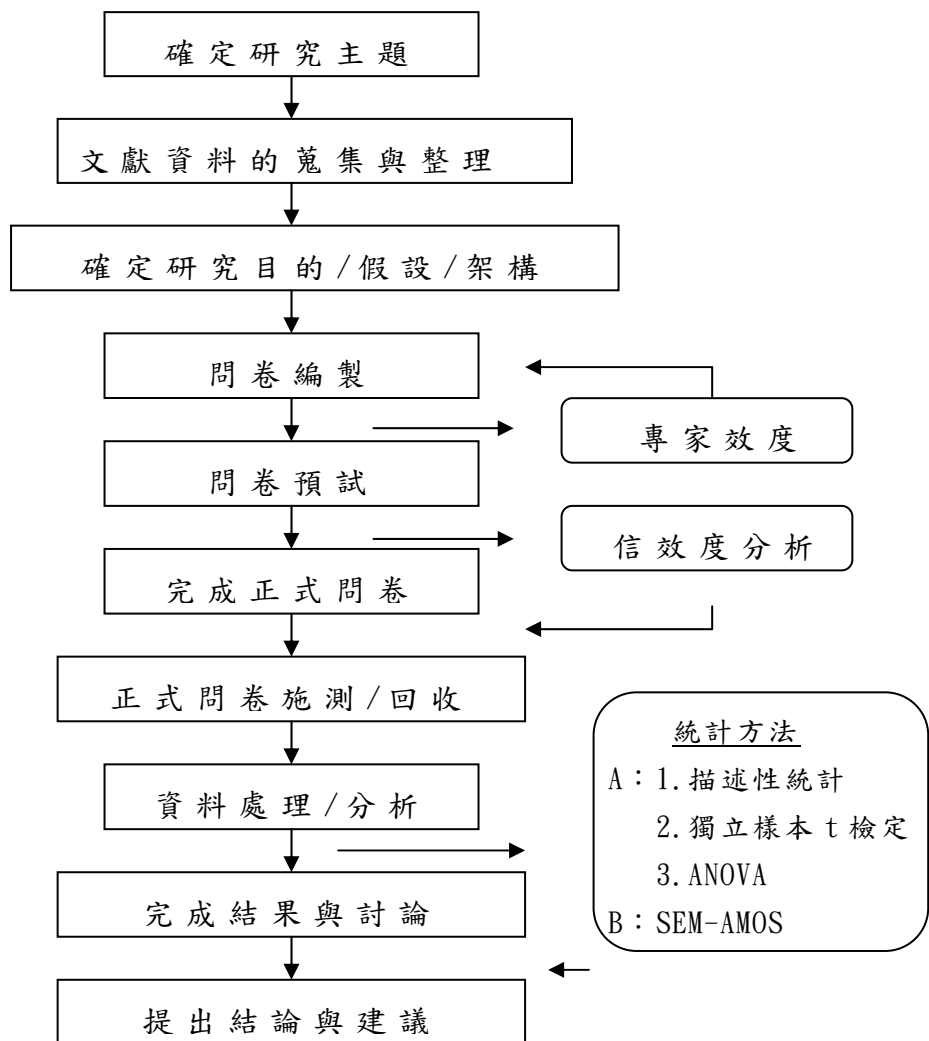 確定研究主題
文獻資料的蒐集與整理
確定研究目的/假設/架構
問卷編製
專家效度
問卷預試
信效度分析
完成正式問卷
正式問卷施測/回收
統計方法
A：1.描述性統計
2.獨立樣本t檢定
3.ANOVA
B：SEM-AMOS
資料處理/分析
完成結果與討論
提出結論與建議